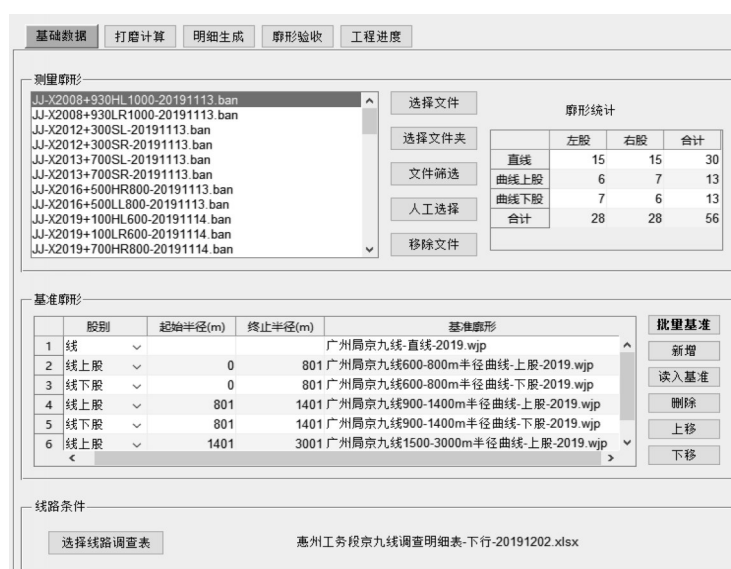 基础数据 打磨计算 明细生成 廓形验收 工程进度
测量廓形
JJ-X2008+930HL1000-20191113.ban
JJ-X2008+930LR1000-20191113.ban
JJ-X2012+300SL-20191113.ban
JJ-X2012+300SR-20191113.ban
JJ-X2013+700SL-20191113.ban
JJ-X2013+700SR-20191113.ban
JJ-X2016+500HR800-20191113.ban
JJ-X2016+500LL800-20191113.ban
JJ-X2019+100HL600-20191114.ban
JJ-X2019+100LR600-20191114.ban
JJ-X2019+700HR800-20191114.ban
选择文件
选择文件夹
文件筛选
人工选择
移除文件
廓形统计
左股 右股 合计
直线 15 15 30
曲线上股 6 7 13
曲线下股 7 6 13
合计 28 28 56
基准廓形
股别 起始半径(m) 终止半径(m) 基准廓形
1 线 广州局京九线-直线-2019.wjp
2 线上股 0 801 广州局京九线600-800m半径曲线-上股-2019.wjp
3 线下股 0 801 广州局京九线600-800m半径曲线-下股-2019.wjp
4 线上股 801 1401 广州局京九线900-1400m半径曲线-上股-2019.wjp
5 线下股 801 1401 广州局京九线900-1400m半径曲线-下股-2019.wjp
6 线上股 1401 3001 广州局京九线1500-3000m半径曲线-上股-2019.wjp
批里基准
新增
读入基准
删除
上移
下移
线路条件
选择线路调查表 惠州工务段京九线调查明细表-下行-20191202.xlsx